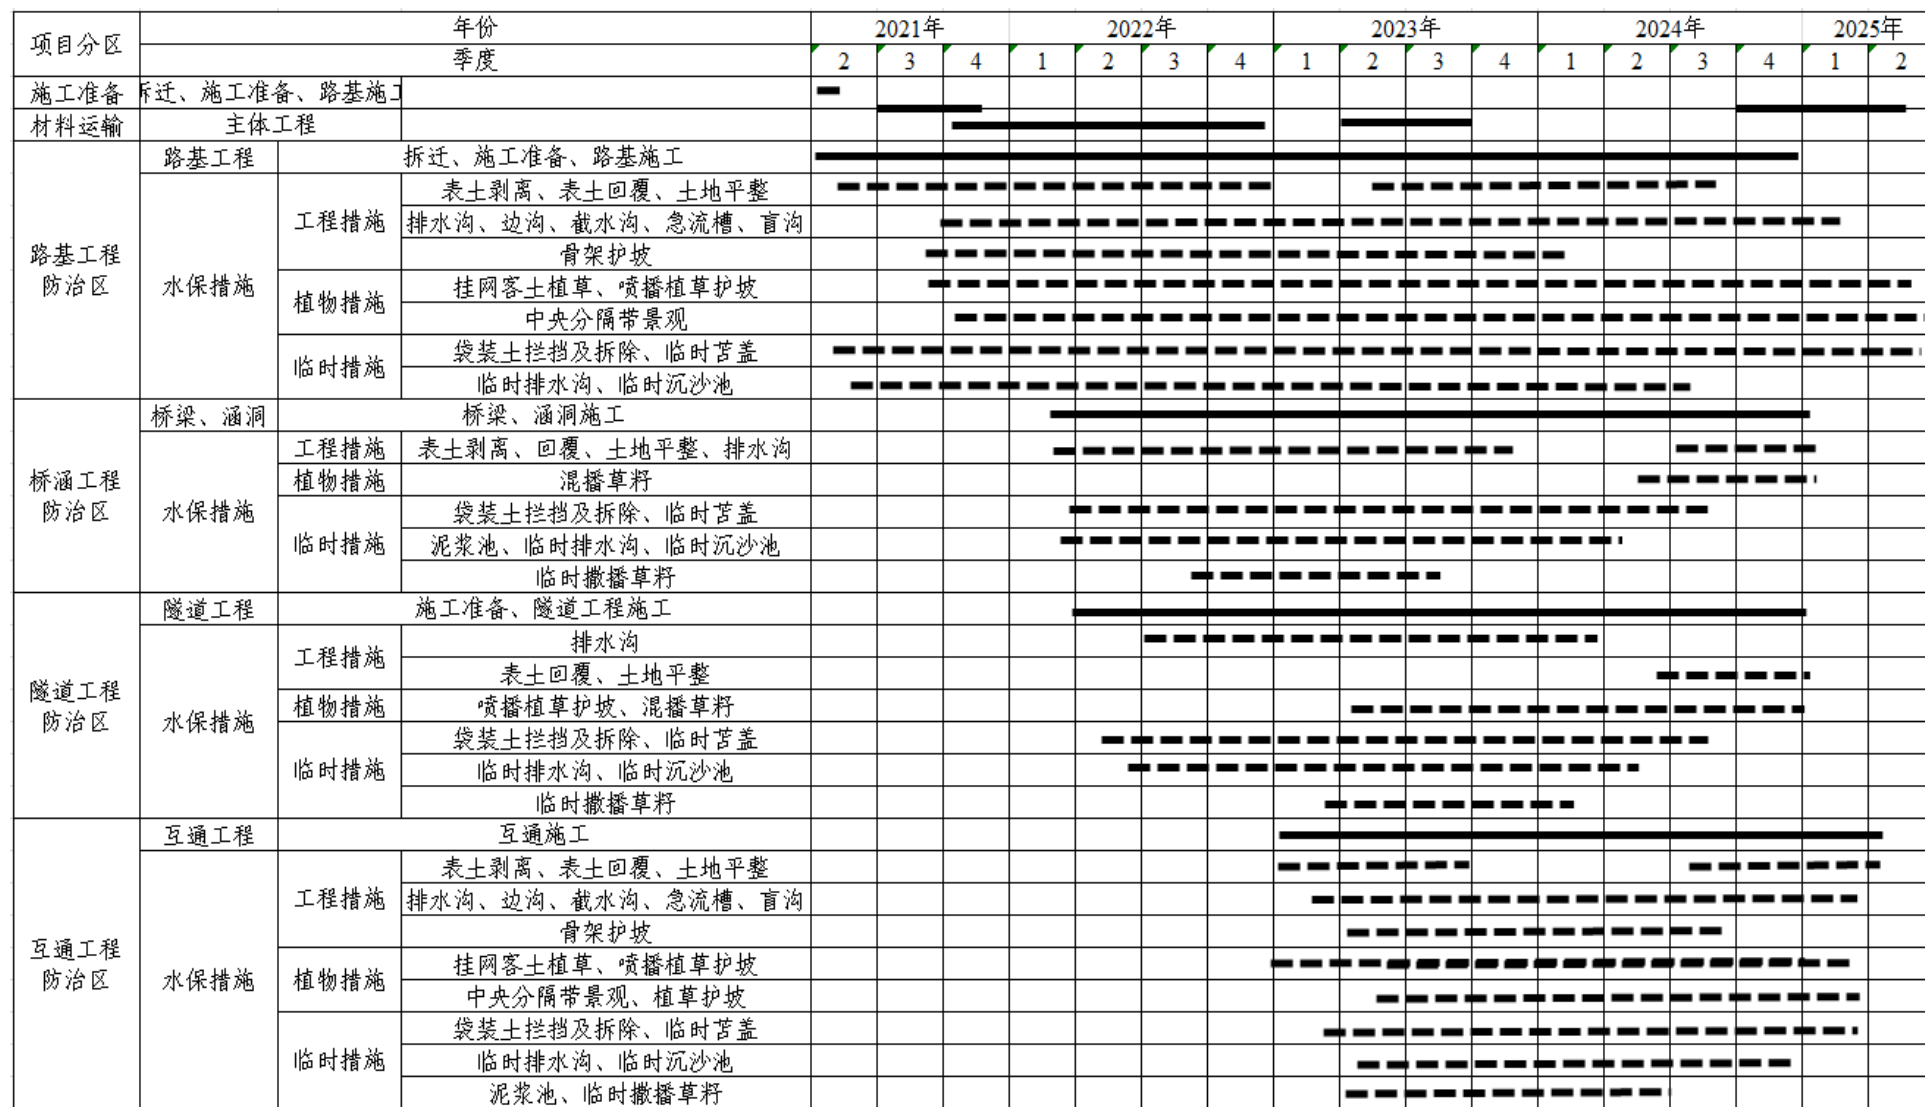 项目分区
年份
2021年
2022年
2023年
2024年
2025年
季度
2
3
4
1
2
3
4
1
2
3
4
1
2
3
4
1
2
施工准备
拆迁、施工准备、路基施工
材料运输
主体工程
路基工程
防治区
路基工程
拆迁、施工准备、路基施工
水保措施
工程措施
表土剥离、表土回覆、土地平整
排水沟、边沟、截水沟、急流槽、盲沟
骨架护坡
植物措施
挂网客土植草、喷播植草护坡
中央分隔带景观
临时措施
袋装土拦挡及拆除、临时苫盖
临时排水沟、临时沉沙池
桥涵工程
防治区
桥梁、涵洞
桥梁、涵洞施工
水保措施
工程措施
表土剥离、回覆、土地平整、排水沟
植物措施
混播草籽
临时措施
袋装土拦挡及拆除、临时苫盖
泥浆池、临时排水沟、临时沉沙池
临时撒播草籽
隧道工程
防治区
隧道工程
施工准备、隧道工程施工
水保措施
工程措施
排水沟
表土回覆、土地平整
植物措施
喷播植草护坡、混播草籽
临时措施
袋装土拦挡及拆除、临时苫盖
临时排水沟、临时沉沙池
临时撒播草籽
互通工程
防治区
互通工程
互通施工
水保措施
工程措施
表土剥离、表土回覆、土地平整
排水沟、边沟、截水沟、急流槽、盲沟
骨架护坡
植物措施
挂网客土植草、喷播植草护坡
中央分隔带景观、植草护坡
临时措施
袋装土拦挡及拆除、临时苫盖
临时排水沟、临时沉沙池
泥浆池、临时撒播草籽